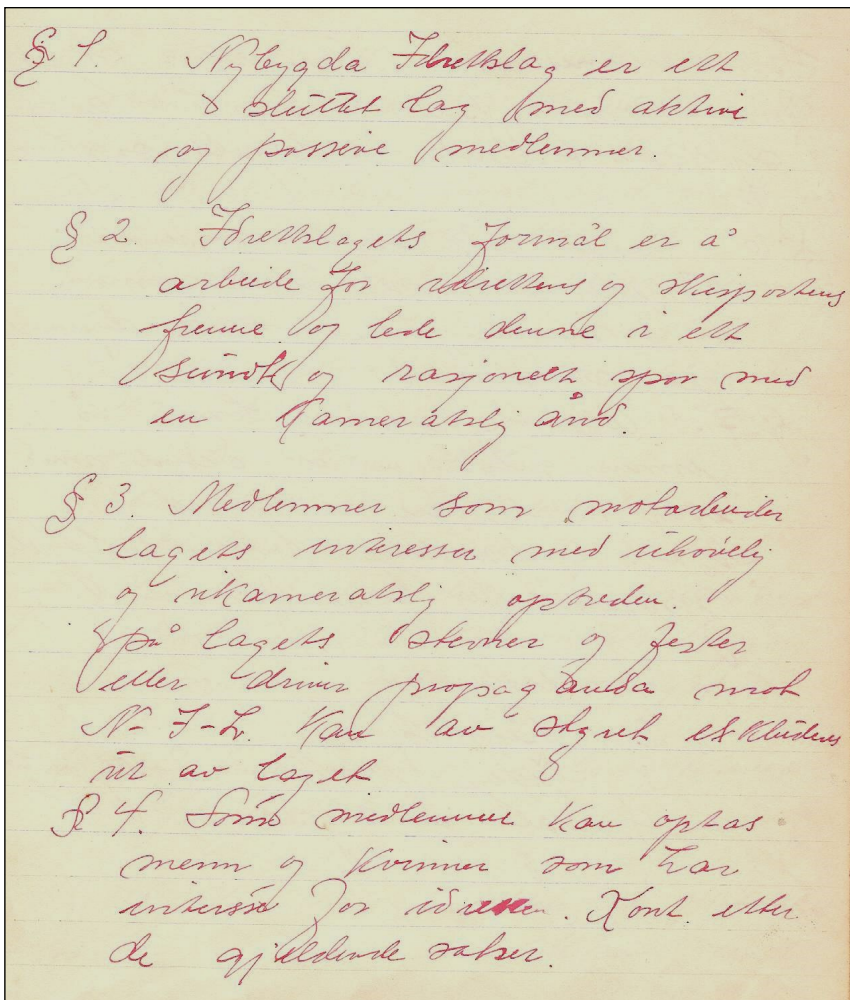 § 1. Nybygda Idrettslag er ett
sluttet lag med aktive
og passive medlemmer.
§ 2. Idrettslagets formål er å
arbeide for idrettens og skisportens
fremme og lede denne i ett
sundt og rasjonelt spor med
en kameratslig ånd.
§ 3. Medlemmer som motarbeider
lagets interesser med uhøvelig
og ukameratslig optreden.
på lagets stevner og fester
eller driver propaganda mot
N-I-L. kan av styret ekskluderes
ut av laget
§ 4. Som medlemmer kan optas
menn og kvinner som har
interesse for idretten. Kont. etter
de gjeldende satser.